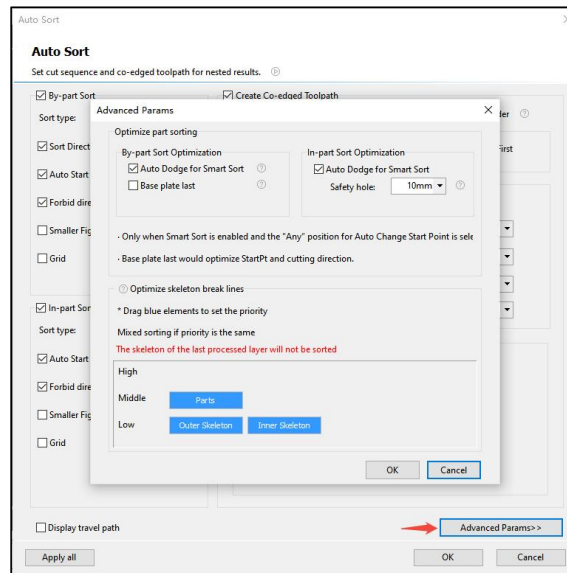 Auto Sort
Auto Sort
Set cut sequence and co-edged toolpath for nested results.
By-part Sort
Create Co-edged Toolpath
Sort type:
der
Sort Direct
First
Auto Start
Forbid dire
Smaller Fig
Grid
In-part Sor
Sort type:
Auto Start
Forbid dire
Smaller Fig
Grid
Advanced Params
Optimize part sorting
By-part Sort Optimization
Auto Dodge for Smart Sort
Base plate last
In-part Sort Optimization
Auto Dodge for Smart Sort
Safety hole: 10mm
· Only when Smart Sort is enabled and the "Any" position for Auto Change Start Point is sele
· Base plate last would optimize StartPt and cutting direction.
Optimize skeleton break lines
* Drag blue elements to set the priority
Mixed sorting if priority is the same
The skeleton of the last processed layer will not be sorted
High
Middle Parts
Low Outer Skeleton Inner Skeleton
OK Cancel
Display travel path
Advanced Params>>
Apply all OK Cancel